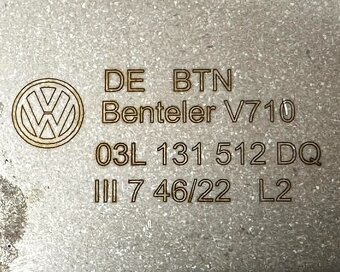 DE BTN
Benteler V710
03L 131 512 DQ
III 7 46/22 L2